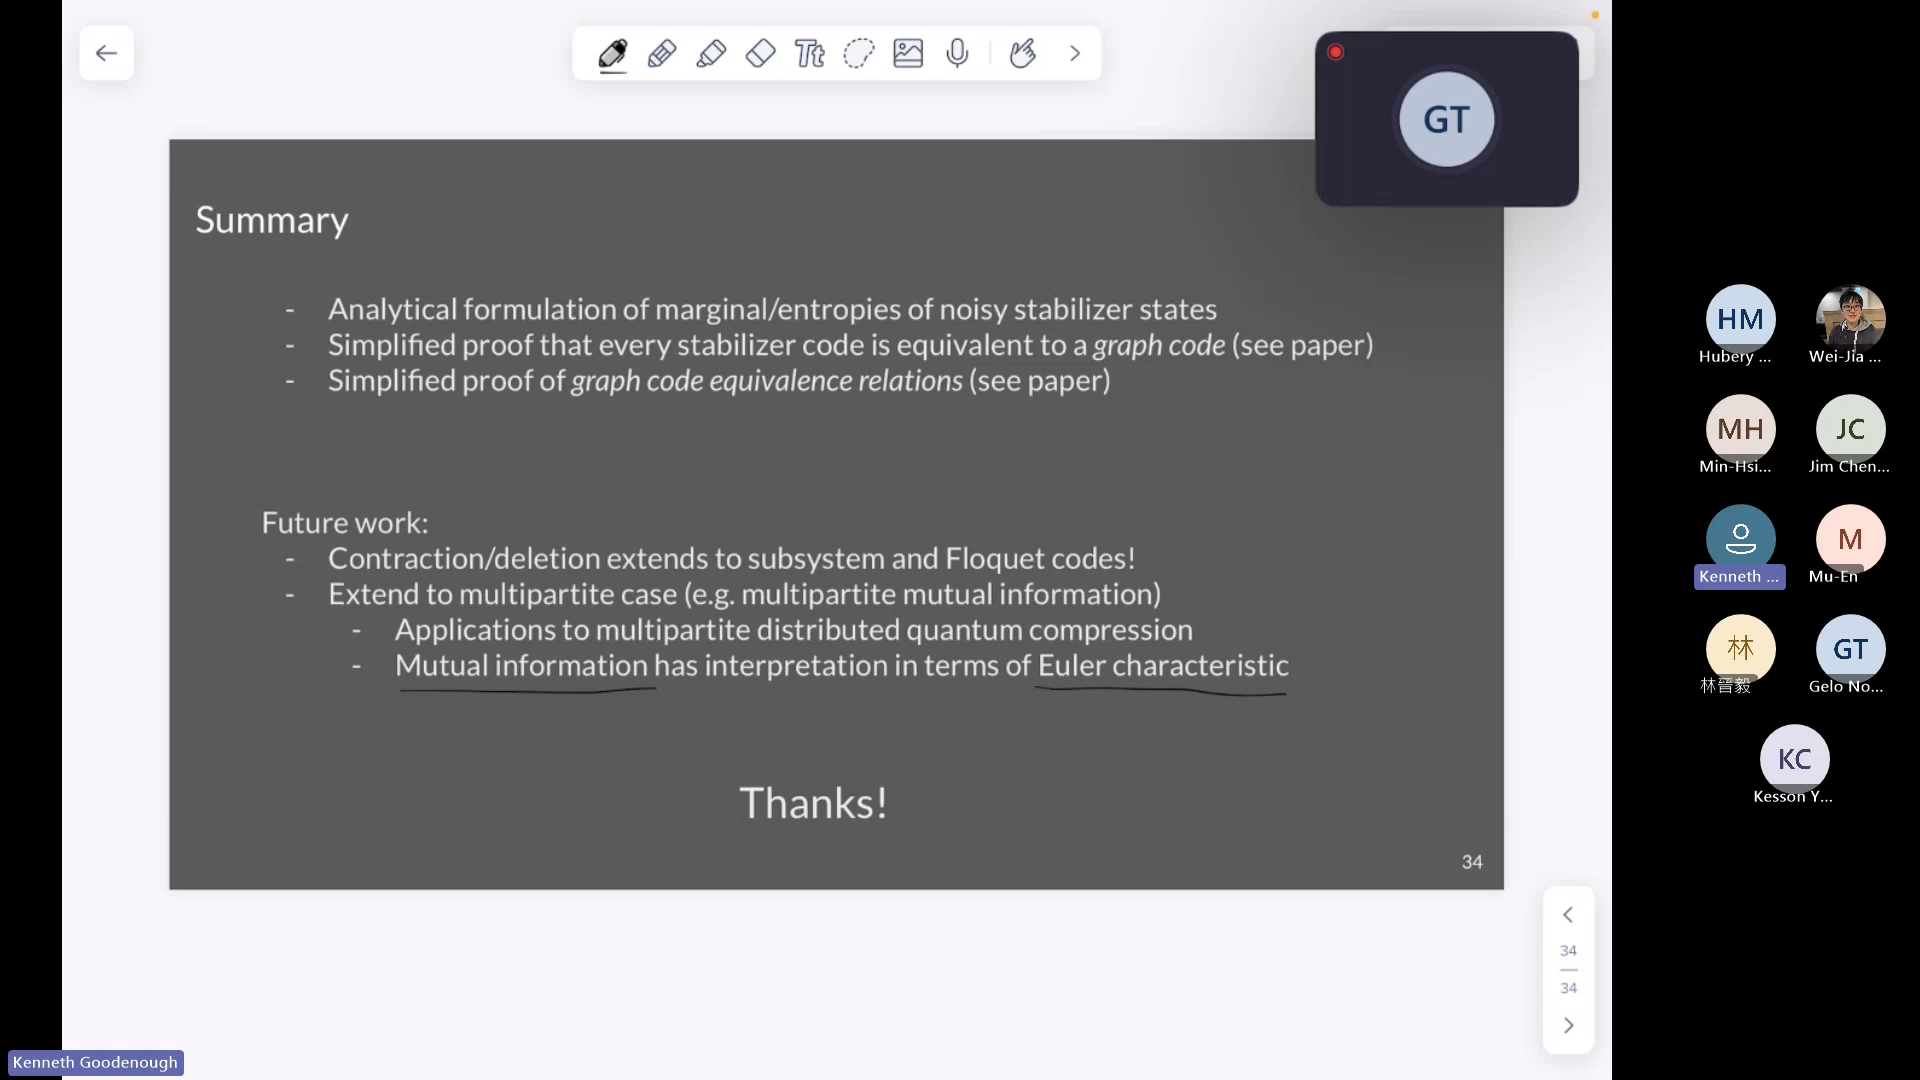 Tt
GT
Summary
- Analytical formulation of marginal/entropies of noisy stabilizer states
- Simplified proof that every stabilizer code is equivalent to a graph code (see paper)
- Simplified proof of graph code equivalence relations (see paper)
Future work:
- Contraction/deletion extends to subsystem and Floquet codes!
- Extend to multipartite case (e.g. multipartite mutual information)
- Applications to multipartite distributed quantum compression
- Mutual information has interpretation in terms of Euler characteristic
Thanks!
34
34
34
Kenneth Goodenough
HM
Hubery ...
Wei-Jia ...
MH
Min-Hsi...
JC
Jim Chen...
Kenneth ...
M
Mu-En
林
林晉毅
GT
Gelo No...
KC
Kesson Y...